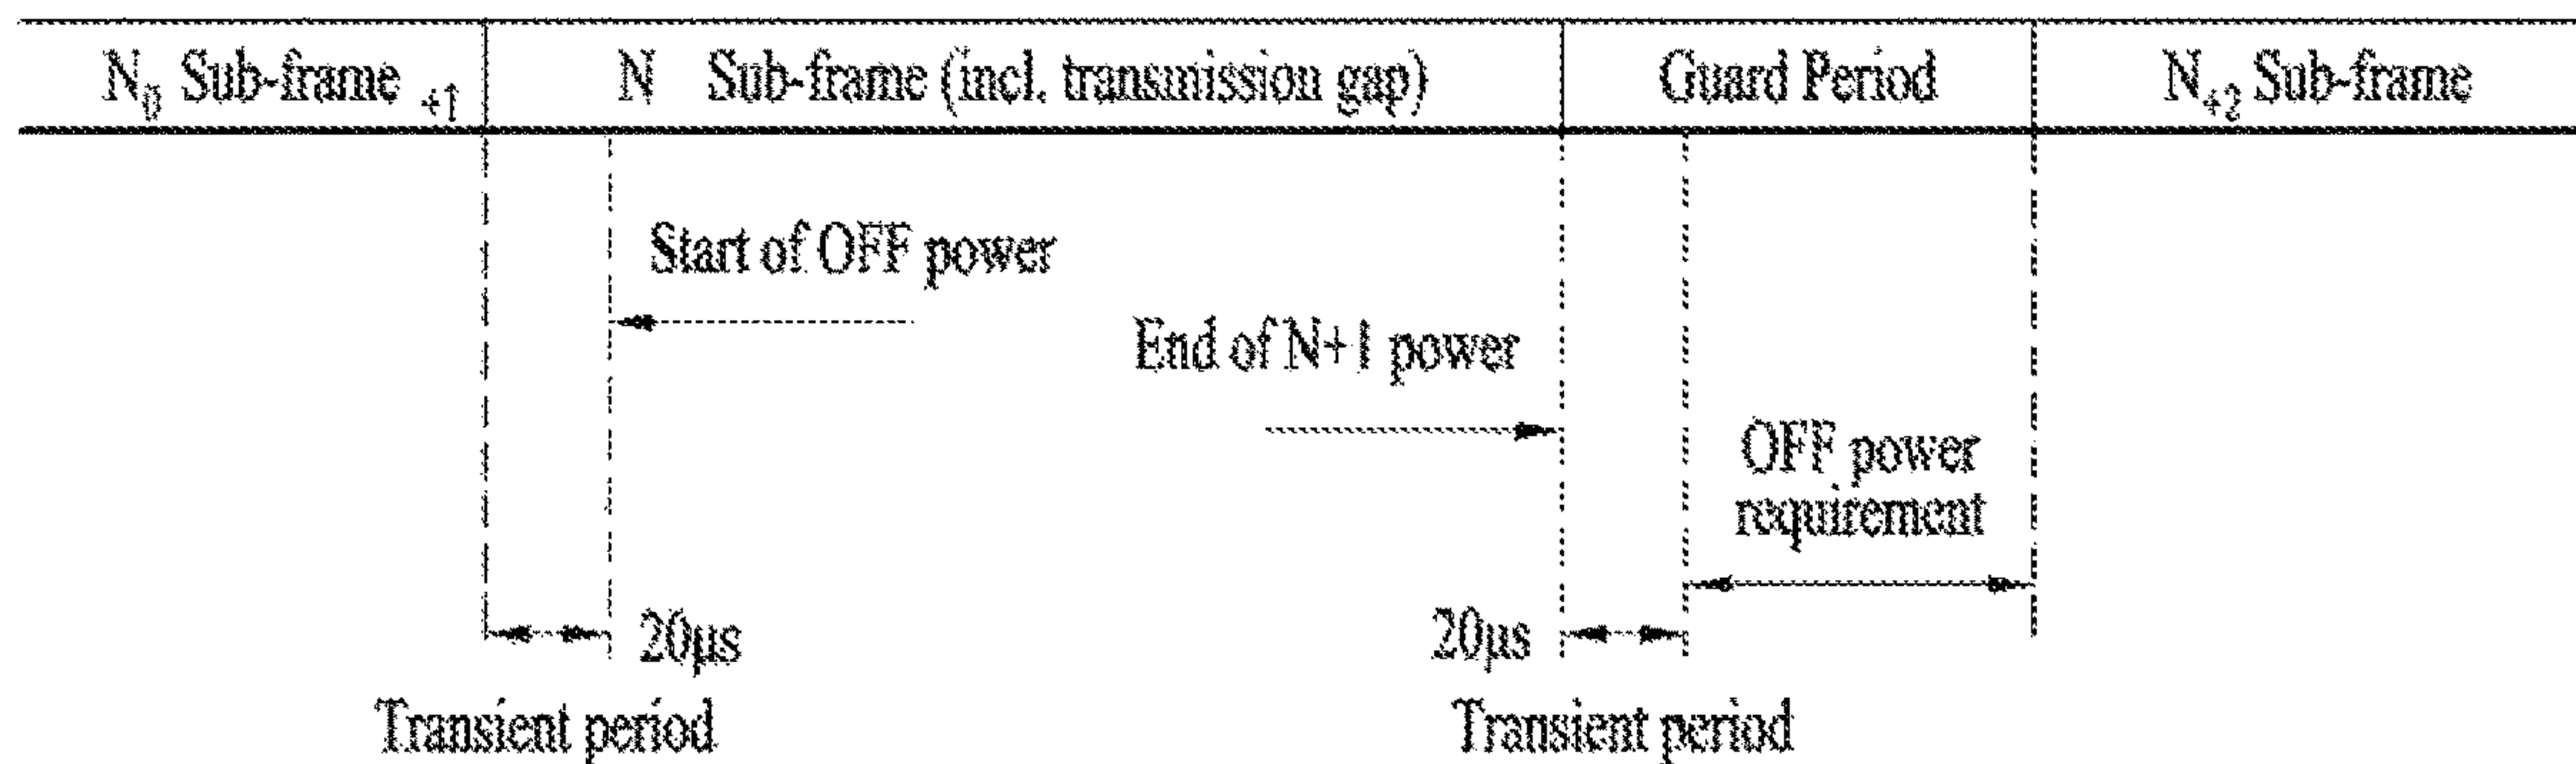 N₀ Sub-frame ₊₁ N Sub-frame (incl. transmission gap) Guard Period N₊₂ Sub-frame
Start of OFF power
End of N+1 power
OFF power
requirement
20μs 20μs
Transient period Transient period